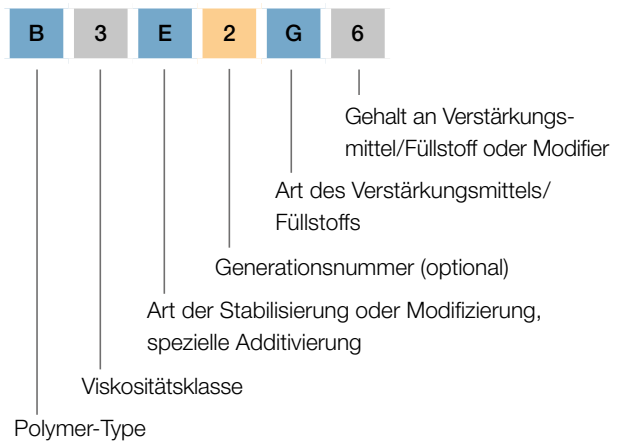 B 3 E 2 G 6
Gehalt an Verstärkungs-
mittel/Füllstoff oder Modifier
Art des Verstärkungsmittels/
Füllstoffs
Generationsnummer (optional)
Art der Stabilisierung oder Modifizierung,
spezielle Additivierung
Viskositätsklasse
Polymer-Type